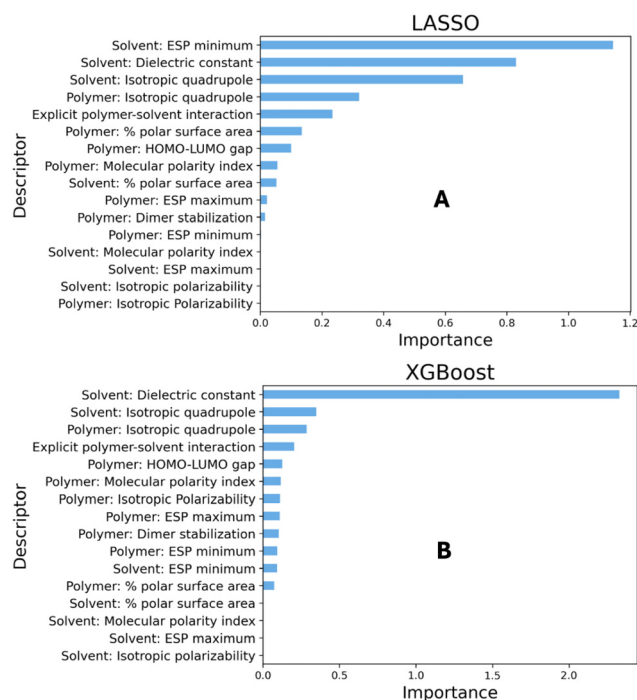 LASSO
Descriptor
Solvent: ESP minimum
Solvent: Dielectric constant
Solvent: Isotropic quadrupole
Polymer: Isotropic quadrupole
Explicit polymer-solvent interaction
Polymer: % polar surface area
Polymer: HOMO-LUMO gap
Polymer: Molecular polarity index
Solvent: % polar surface area
Polymer: ESP maximum
Polymer: Dimer stabilization
Polymer: ESP minimum
Solvent: Molecular polarity index
Solvent: ESP maximum
Solvent: Isotropic polarizability
Polymer: Isotropic Polarizability
A
0.0 0.2 0.4 0.6 0.8 1.0 1.2
Importance
XGBoost
Descriptor
Solvent: Dielectric constant
Solvent: Isotropic quadrupole
Polymer: Isotropic quadrupole
Explicit polymer-solvent interaction
Polymer: HOMO-LUMO gap
Polymer: Molecular polarity index
Polymer: Isotropic Polarizability
Polymer: ESP maximum
Polymer: Dimer stabilization
Polymer: ESP minimum
Solvent: ESP minimum
Polymer: % polar surface area
Solvent: % polar surface area
Solvent: Molecular polarity index
Solvent: ESP maximum
Solvent: Isotropic polarizability
B
0.0 0.5 1.0 1.5 2.0
Importance